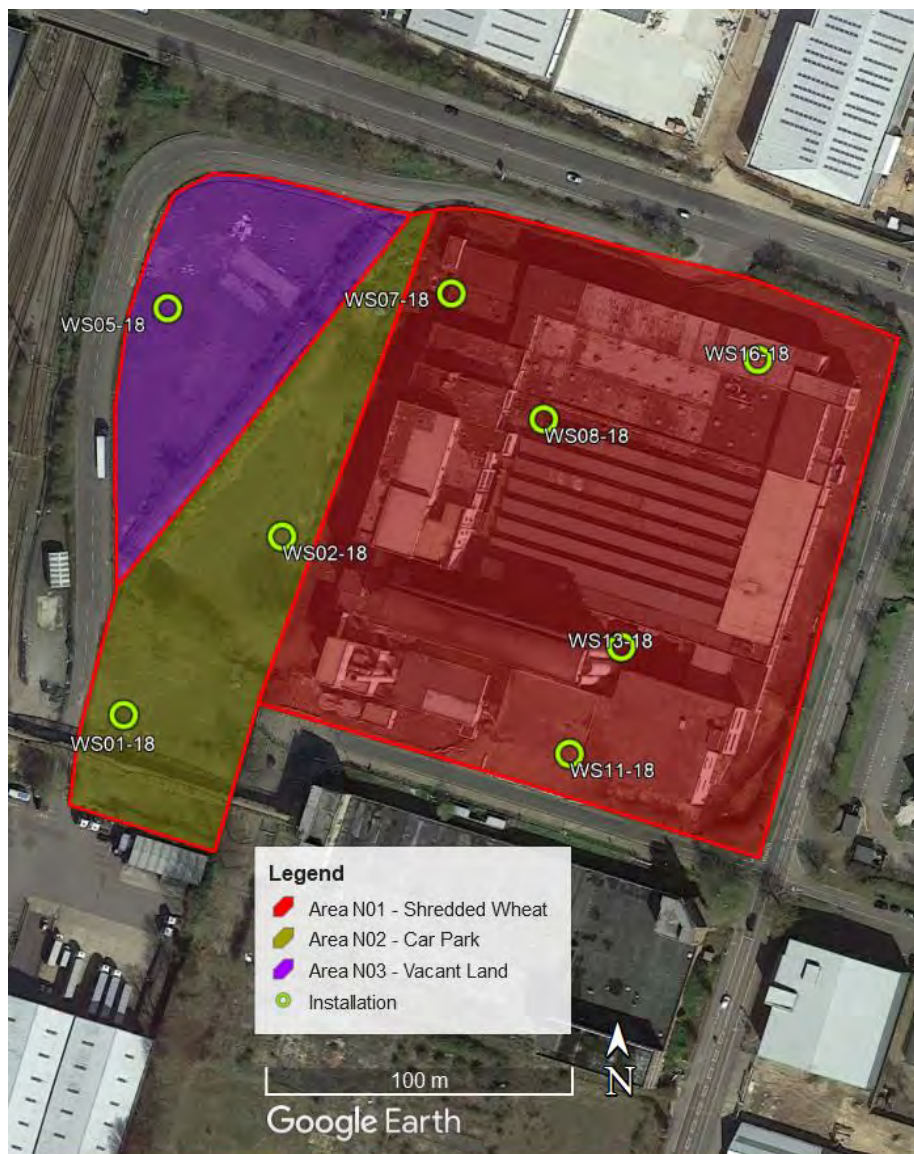 WS07-18
WS05-18
WS16-18
WS08-18
WS02-18
WS13-18
WS01-18
WS11-18
Legend
Area N01 - Shredded Wheat
Area N02 - Car Park
Area N03 - Vacant Land
Installation
100 m
N
Google Earth